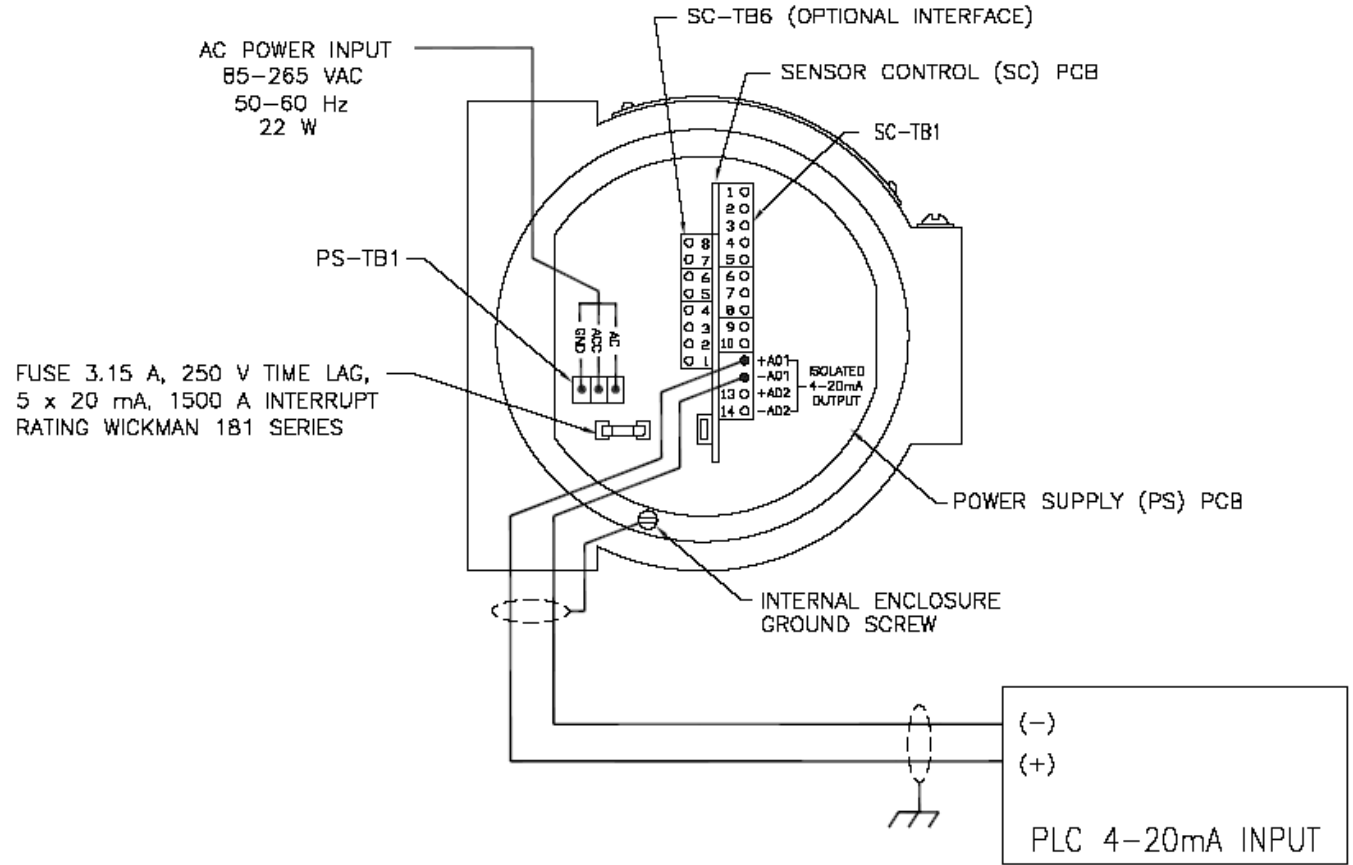 SC-TB6 (OPTIONAL INTERFACE)
AC POWER INPUT
85-265 VAC
50-60 Hz
22 W
SENSOR CONTROL (SC) PCB
SC-TB1
PS-TB1
1
2
3
4
5
6
7
8
9
10
13
14
8
7
6
5
4
3
2
1
+AO1
-AO1
+AO2
-AO2
ISOLATED
4-20mA
OUTPUT
GND
ACC
AC
FUSE 3.15 A, 250 V TIME LAG,
5 x 20 mA, 1500 A INTERRUPT
RATING WICKMAN 181 SERIES
POWER SUPPLY (PS) PCB
INTERNAL ENCLOSURE
GROUND SCREW
(-)
(+)
PLC 4-20mA INPUT